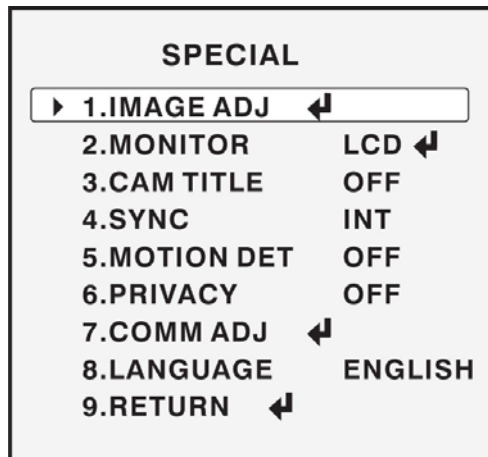 SPECIAL
1.IMAGE ADJ ↵
2.MONITOR LCD ↵
3.CAM TITLE OFF
4.SYNC INT
5.MOTION DET OFF
6.PRIVACY OFF
7.COMM ADJ ↵
8.LANGUAGE ENGLISH
9.RETURN ↵